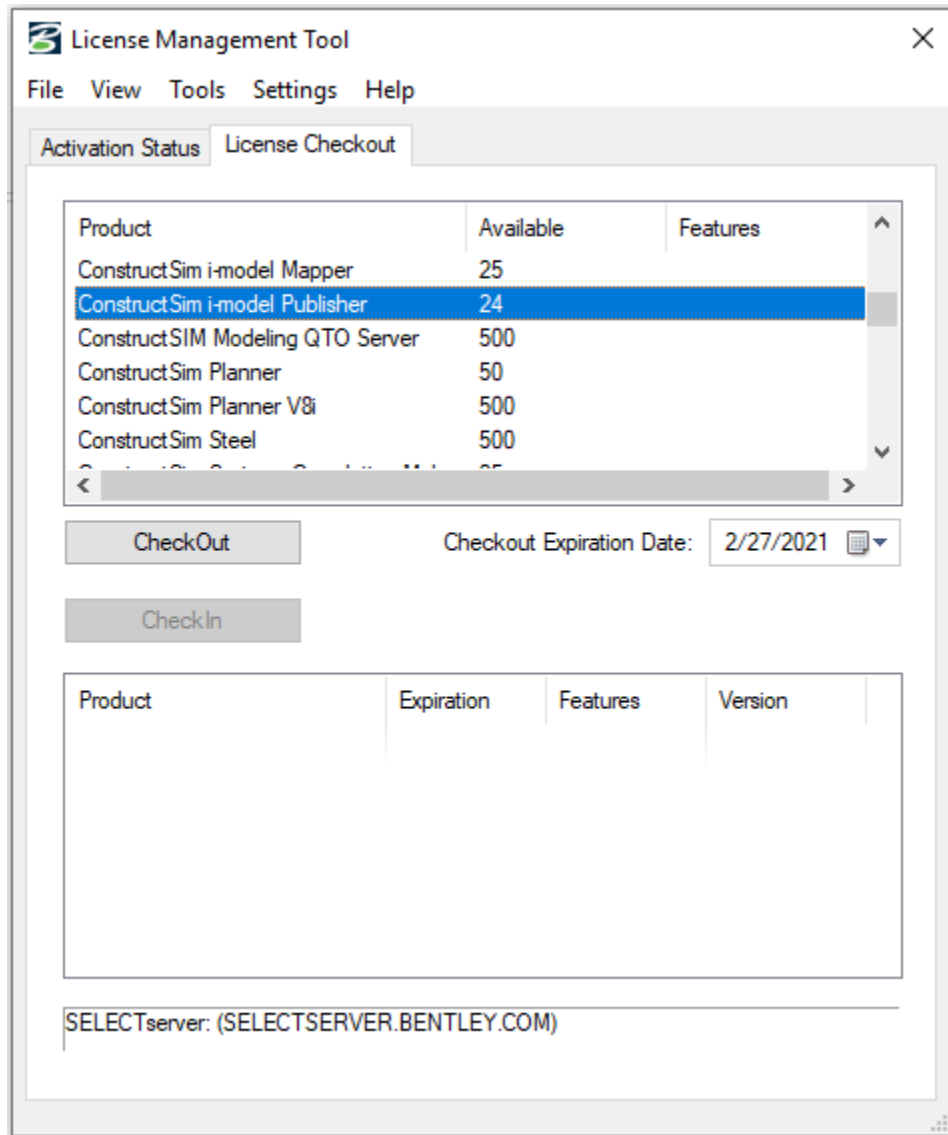 License Management Tool
File View Tools Settings Help
Activation Status License Checkout
Product Available Features
ConstructSim i-model Mapper 25
ConstructSim i-model Publisher 24
ConstructSIM Modeling QTO Server 500
ConstructSim Planner 50
ConstructSim Planner V8i 500
ConstructSim Steel 500
CheckOut Checkout Expiration Date: 2/27/2021
CheckIn
Product Expiration Features Version
SELECTserver: (SELECTSERVER.BENTLEY.COM)